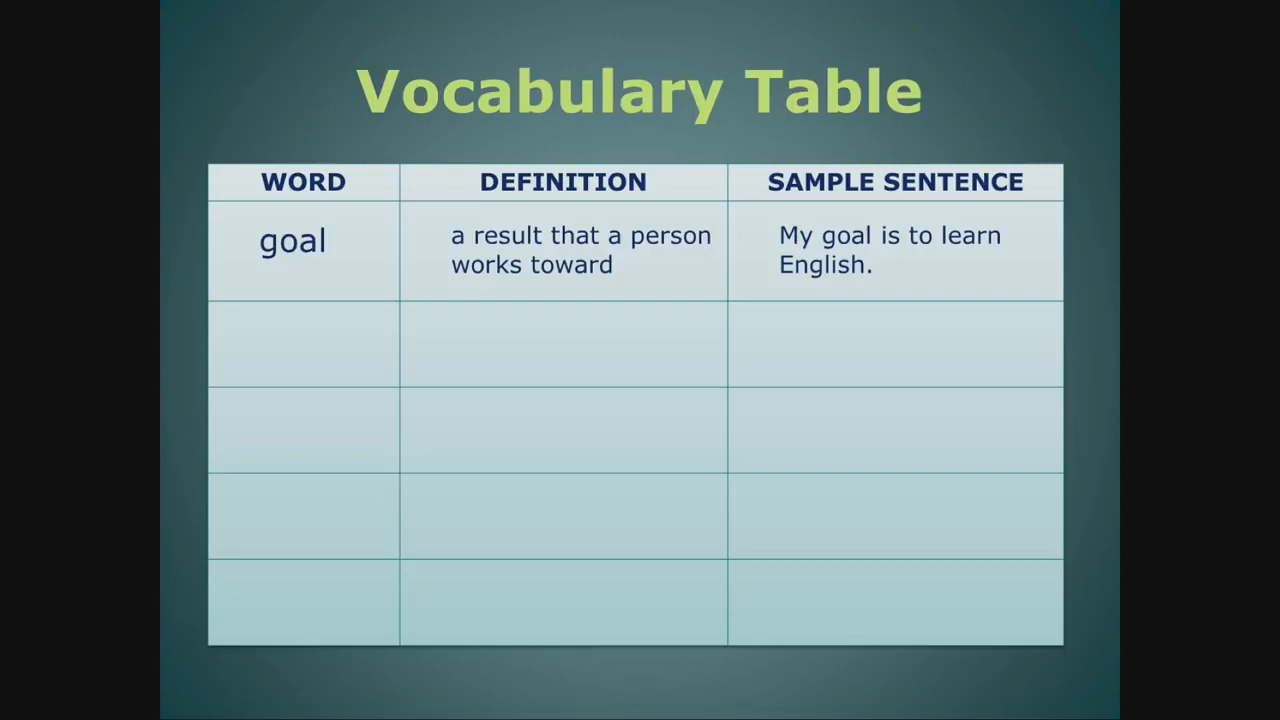 Vocabulary Table
WORD DEFINITION SAMPLE SENTENCE
goal
a result that a person
works toward
My goal is to learn
English.